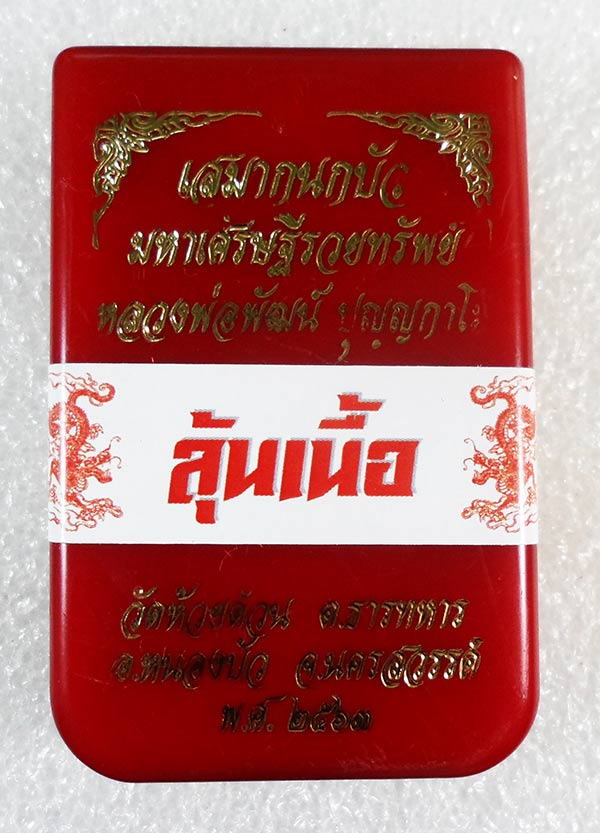 เสมากนกบัว
มหาเศรษฐีรวยทรัพย์
หลวงพ่อพัฒน์ ปุญญกาโม
ลุ้นเนื้อ
วัดห้วยด้วน ต.ธารทหาร
อ.หนองบัว จ.นครสวรรค์
พ.ศ. ๒๕๖๓